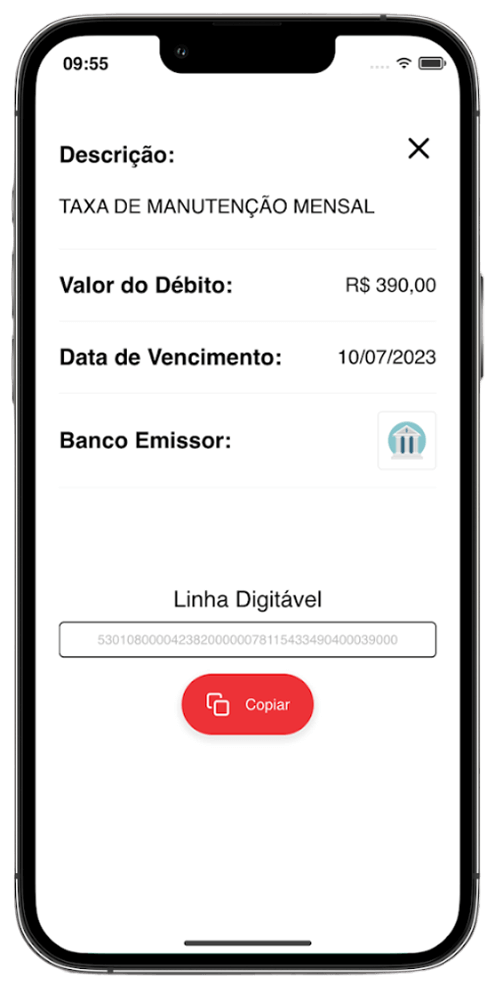 09:55
Descrição:
TAXA DE MANUTENÇÃO MENSAL
Valor do Débito: R$ 390,00
Data de Vencimento: 10/07/2023
Banco Emissor:
Linha Digitável
53010800004238200000078115433490400039000
Copiar